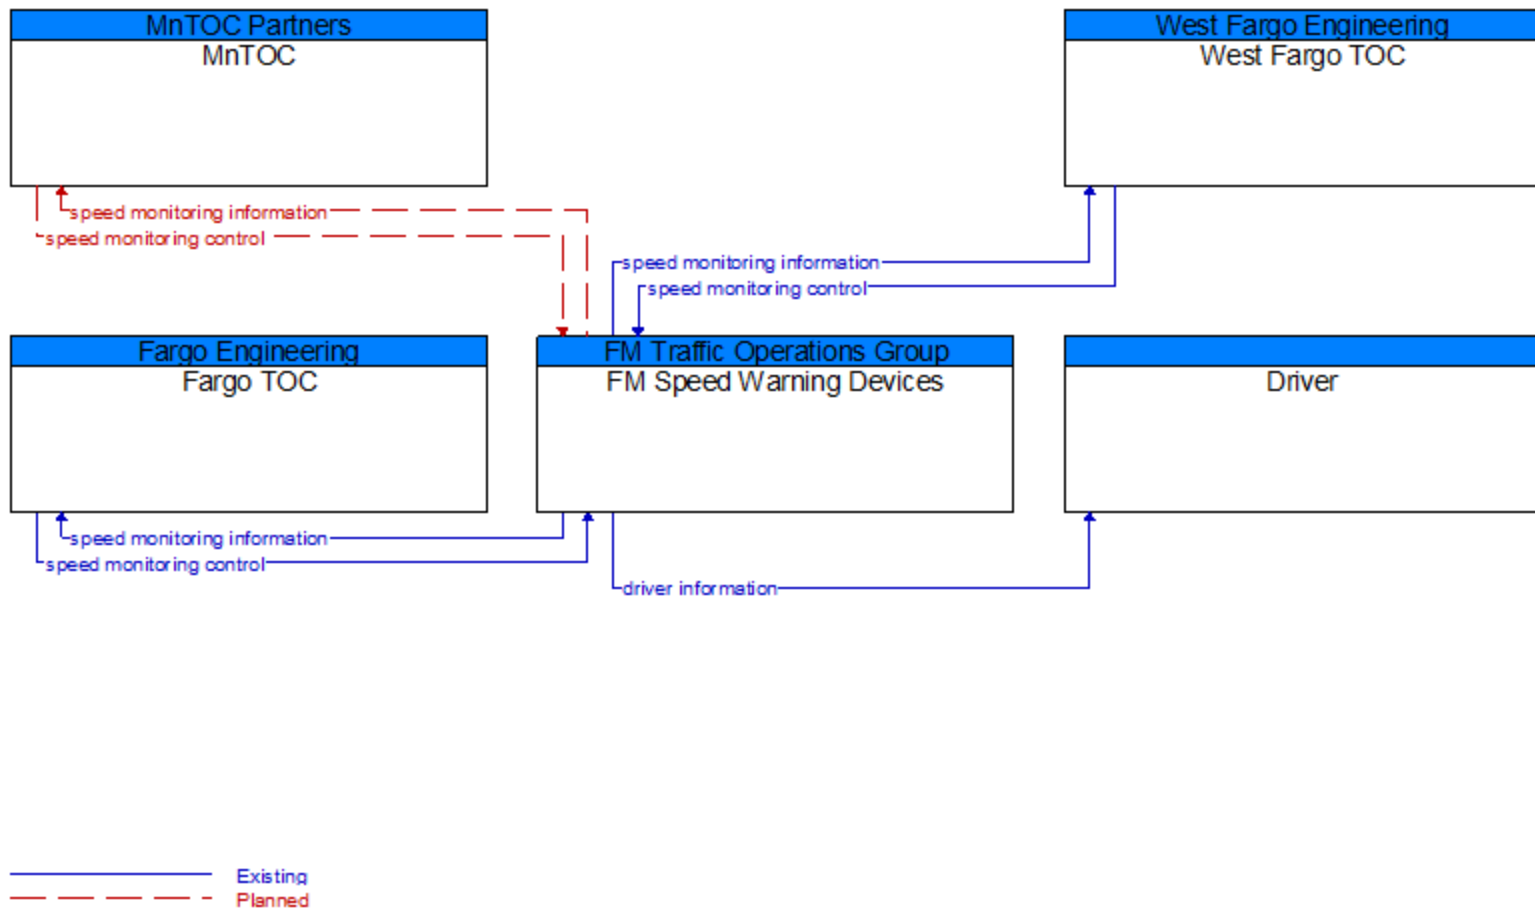 MnTOC Partners
MnTOC
West Fargo Engineering
West Fargo TOC
speed monitoring information
speed monitoring control
speed monitoring information
speed monitoring control
Fargo Engineering
Fargo TOC
FM Traffic Operations Group
FM Speed Warning Devices
Driver
speed monitoring information
speed monitoring control
driver information
Existing
Planned